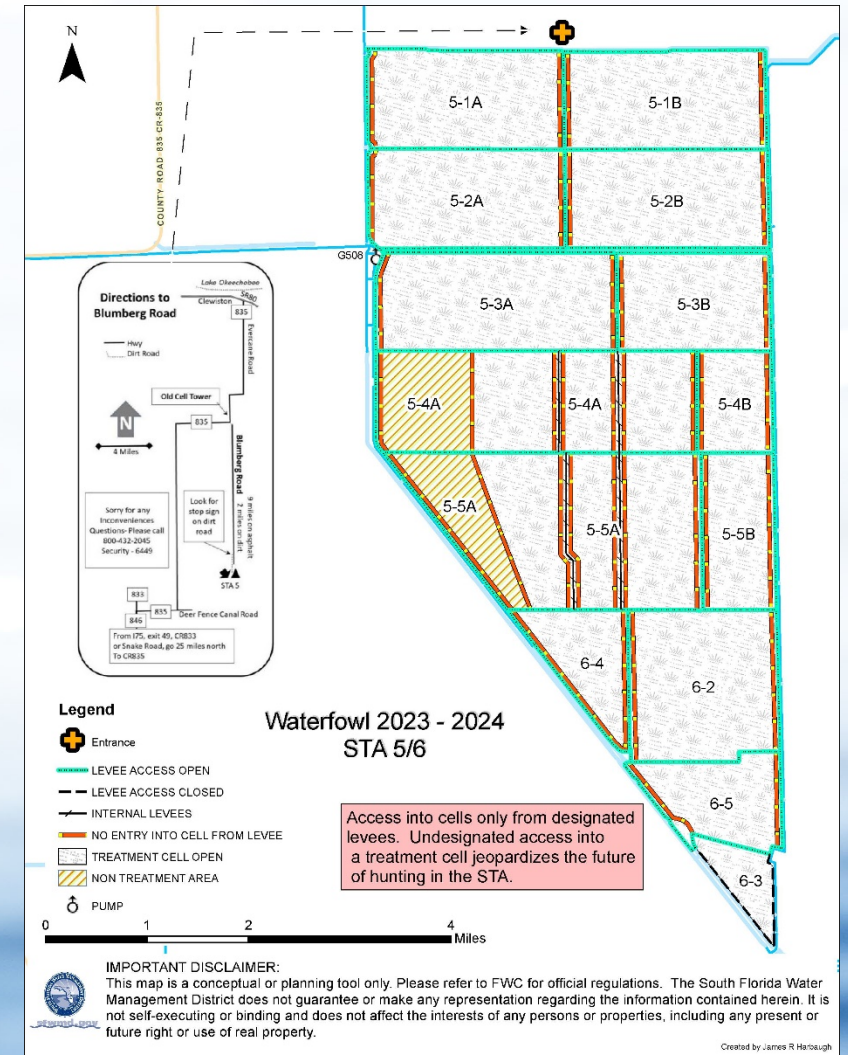 N
COUNTY ROAD 835 CR-835
5-1A
5-1B
5-2A
5-2B
G508
5-3A
5-3B
5-4A
5-4A
5-4B
5-5A
5-5A
5-5B
6-4
6-2
6-5
6-3
Lake Okeechobee
Directions to
Blumberg Road
Clewiston
SR80
835
Evercane Road
Hwy
Dirt Road
Old Cell Tower
835
N
4 Miles
Blumberg Road
9 miles on asphalt
2 miles on dirt
Look for
stop sign
on dirt
road
Sorry for any
Inconveniences
Questions- Please call
800-432-2045
Security - 6449
STA 5
833
835
Deer Fence Canal Road
846
From I75, exit 49, CR833
or Snake Road, go 25 miles north
To CR835
Waterfowl 2023 - 2024
STA 5/6
Legend
Entrance
LEVEE ACCESS OPEN
LEVEE ACCESS CLOSED
INTERNAL LEVEES
NO ENTRY INTO CELL FROM LEVEE
TREATMENT CELL OPEN
NON TREATMENT AREA
PUMP
Access into cells only from designated
levees. Undesignated access into
a treatment cell jeopardizes the future
of hunting in the STA.
0 1 2 4
Miles
IMPORTANT DISCLAIMER:
This map is a conceptual or planning tool only. Please refer to FWC for official regulations. The South Florida Water
Management District does not guarantee or make any representation regarding the information contained herein. It is
not self-executing or binding and does not affect the interests of any persons or properties, including any present or
future right or use of real property.
sfwmd.gov
Created by James R Harbaugh